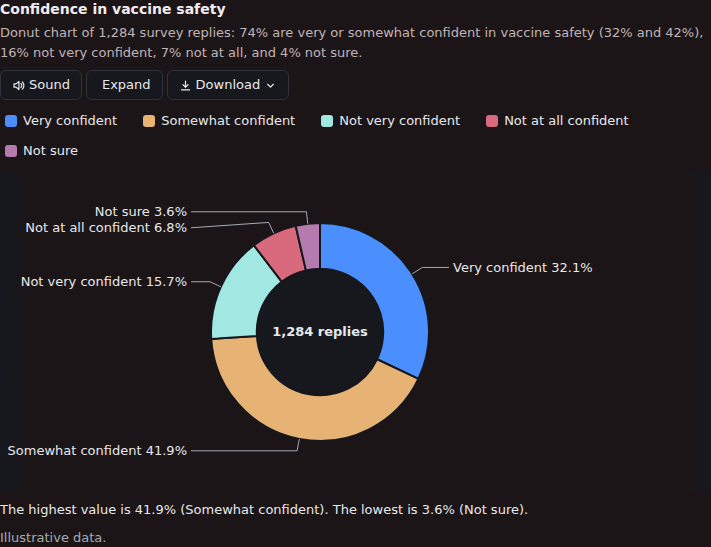 Confidence in vaccine safety
Donut chart of 1,284 survey replies: 74% are very or somewhat confident in vaccine safety (32% and 42%),
16% not very confident, 7% not at all, and 4% not sure.
Sound Expand Download
Very confident Somewhat confident Not very confident Not at all confident
Not sure
Not sure 3.6%
Not at all confident 6.8%
Very confident 32.1%
Not very confident 15.7%
1,284 replies
Somewhat confident 41.9%
The highest value is 41.9% (Somewhat confident). The lowest is 3.6% (Not sure).
Illustrative data.